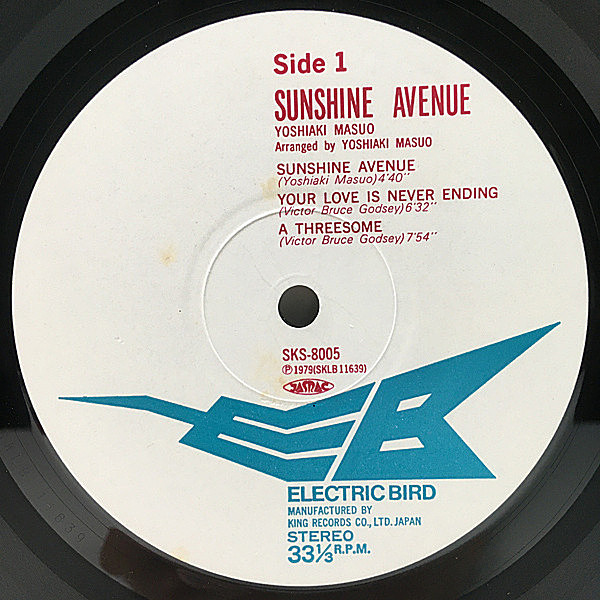 Side 1
SUNSHINE AVENUE
YOSHIAKI MASUO
Arranged by YOSHIAKI MASUO
SUNSHINE AVENUE
(Yoshiaki Masuo) 4'40''
YOUR LOVE IS NEVER ENDING
(Victor Bruce Godsey) 6'32''
A THREESOME
(Victor Bruce Godsey) 7'54''
SKS-8005
℗1979(SKLB11639)
JASRAC
EB
ELECTRIC BIRD
MANUFACTURED BY
KING RECORDS CO., LTD. JAPAN
STEREO
33⅓ R.P.M.